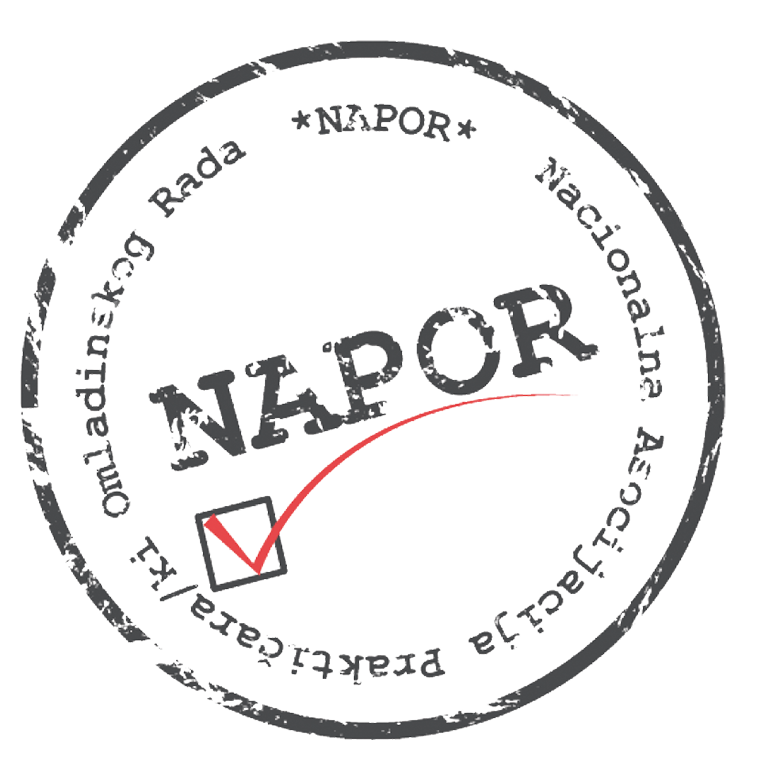 *NAPOR*
Nacionalna Asocijacija Praktičara/ki Omladinskog Rada
NAPOR